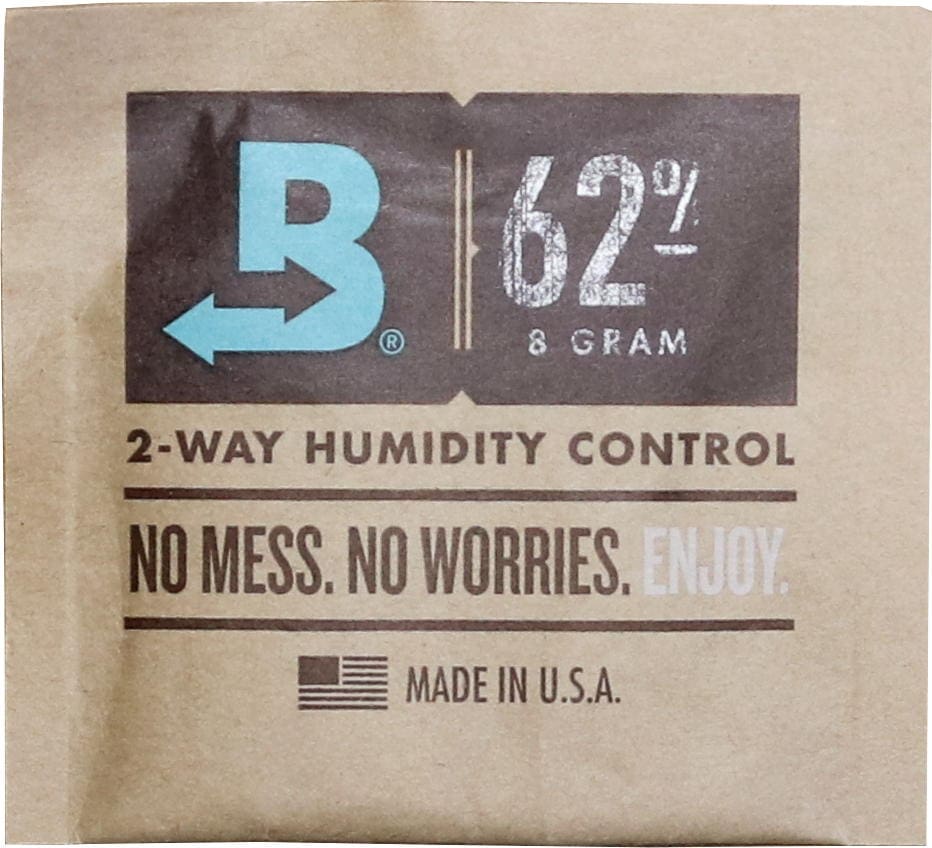 B®
62%
8 GRAM
2-WAY HUMIDITY CONTROL
NO MESS. NO WORRIES. ENJOY.
MADE IN U.S.A.